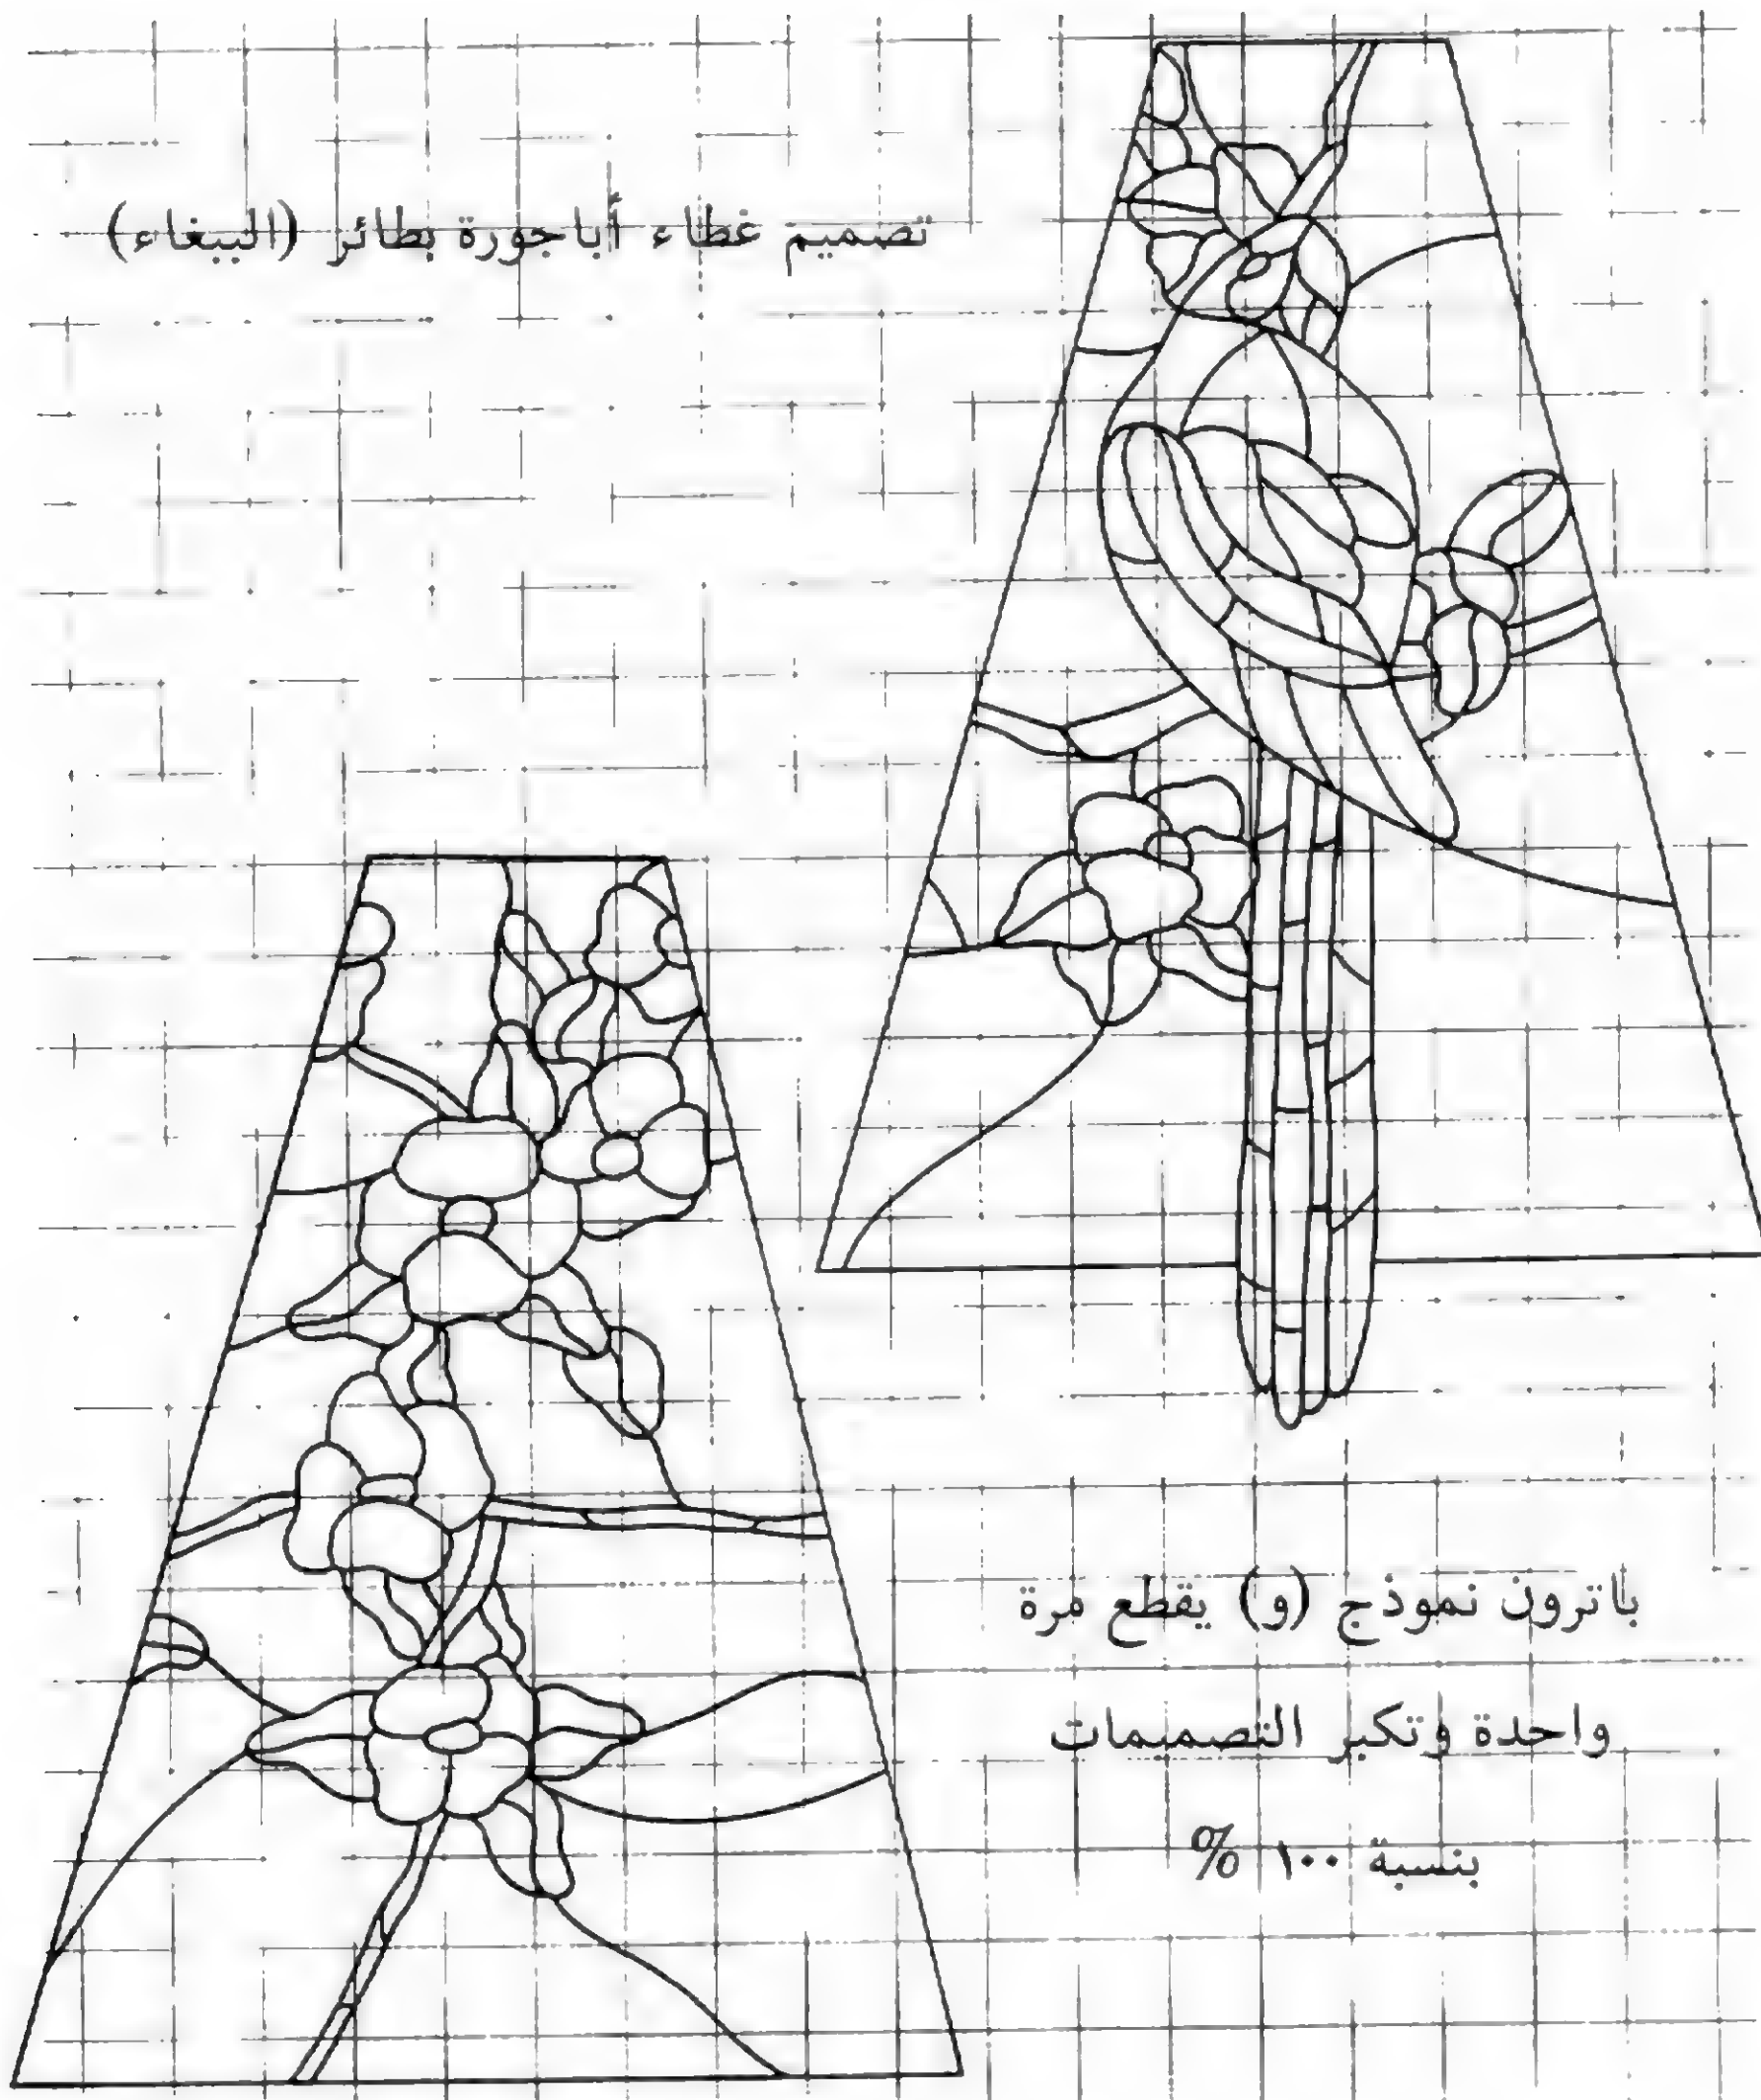 تصميم غطاء أباجورة بطائر (الببغاء)
باترون نموذج (و) يقطع مرة
واحدة وتكبر التصميمات
بنسبة ١٠٠ %